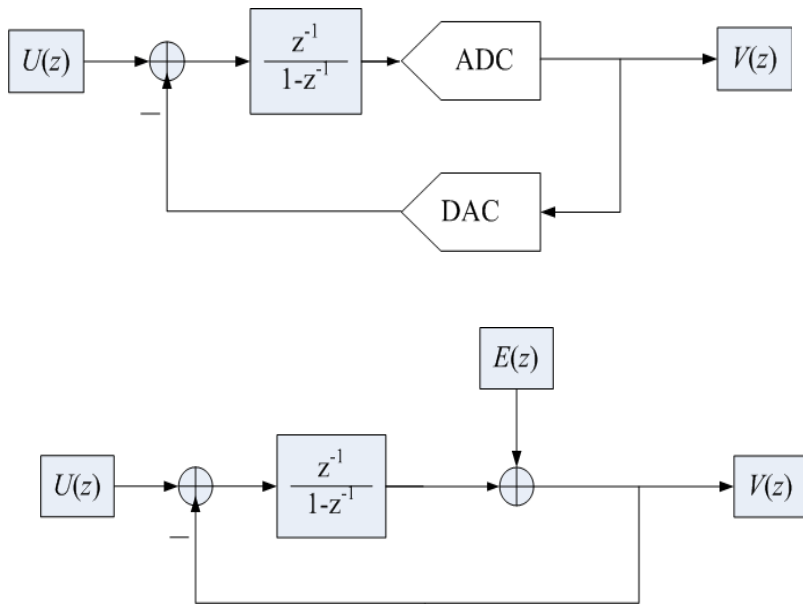 U(z)
z⁻¹
1-z⁻¹
ADC
V(z)
−
DAC
E(z)
U(z)
z⁻¹
1-z⁻¹
V(z)
−